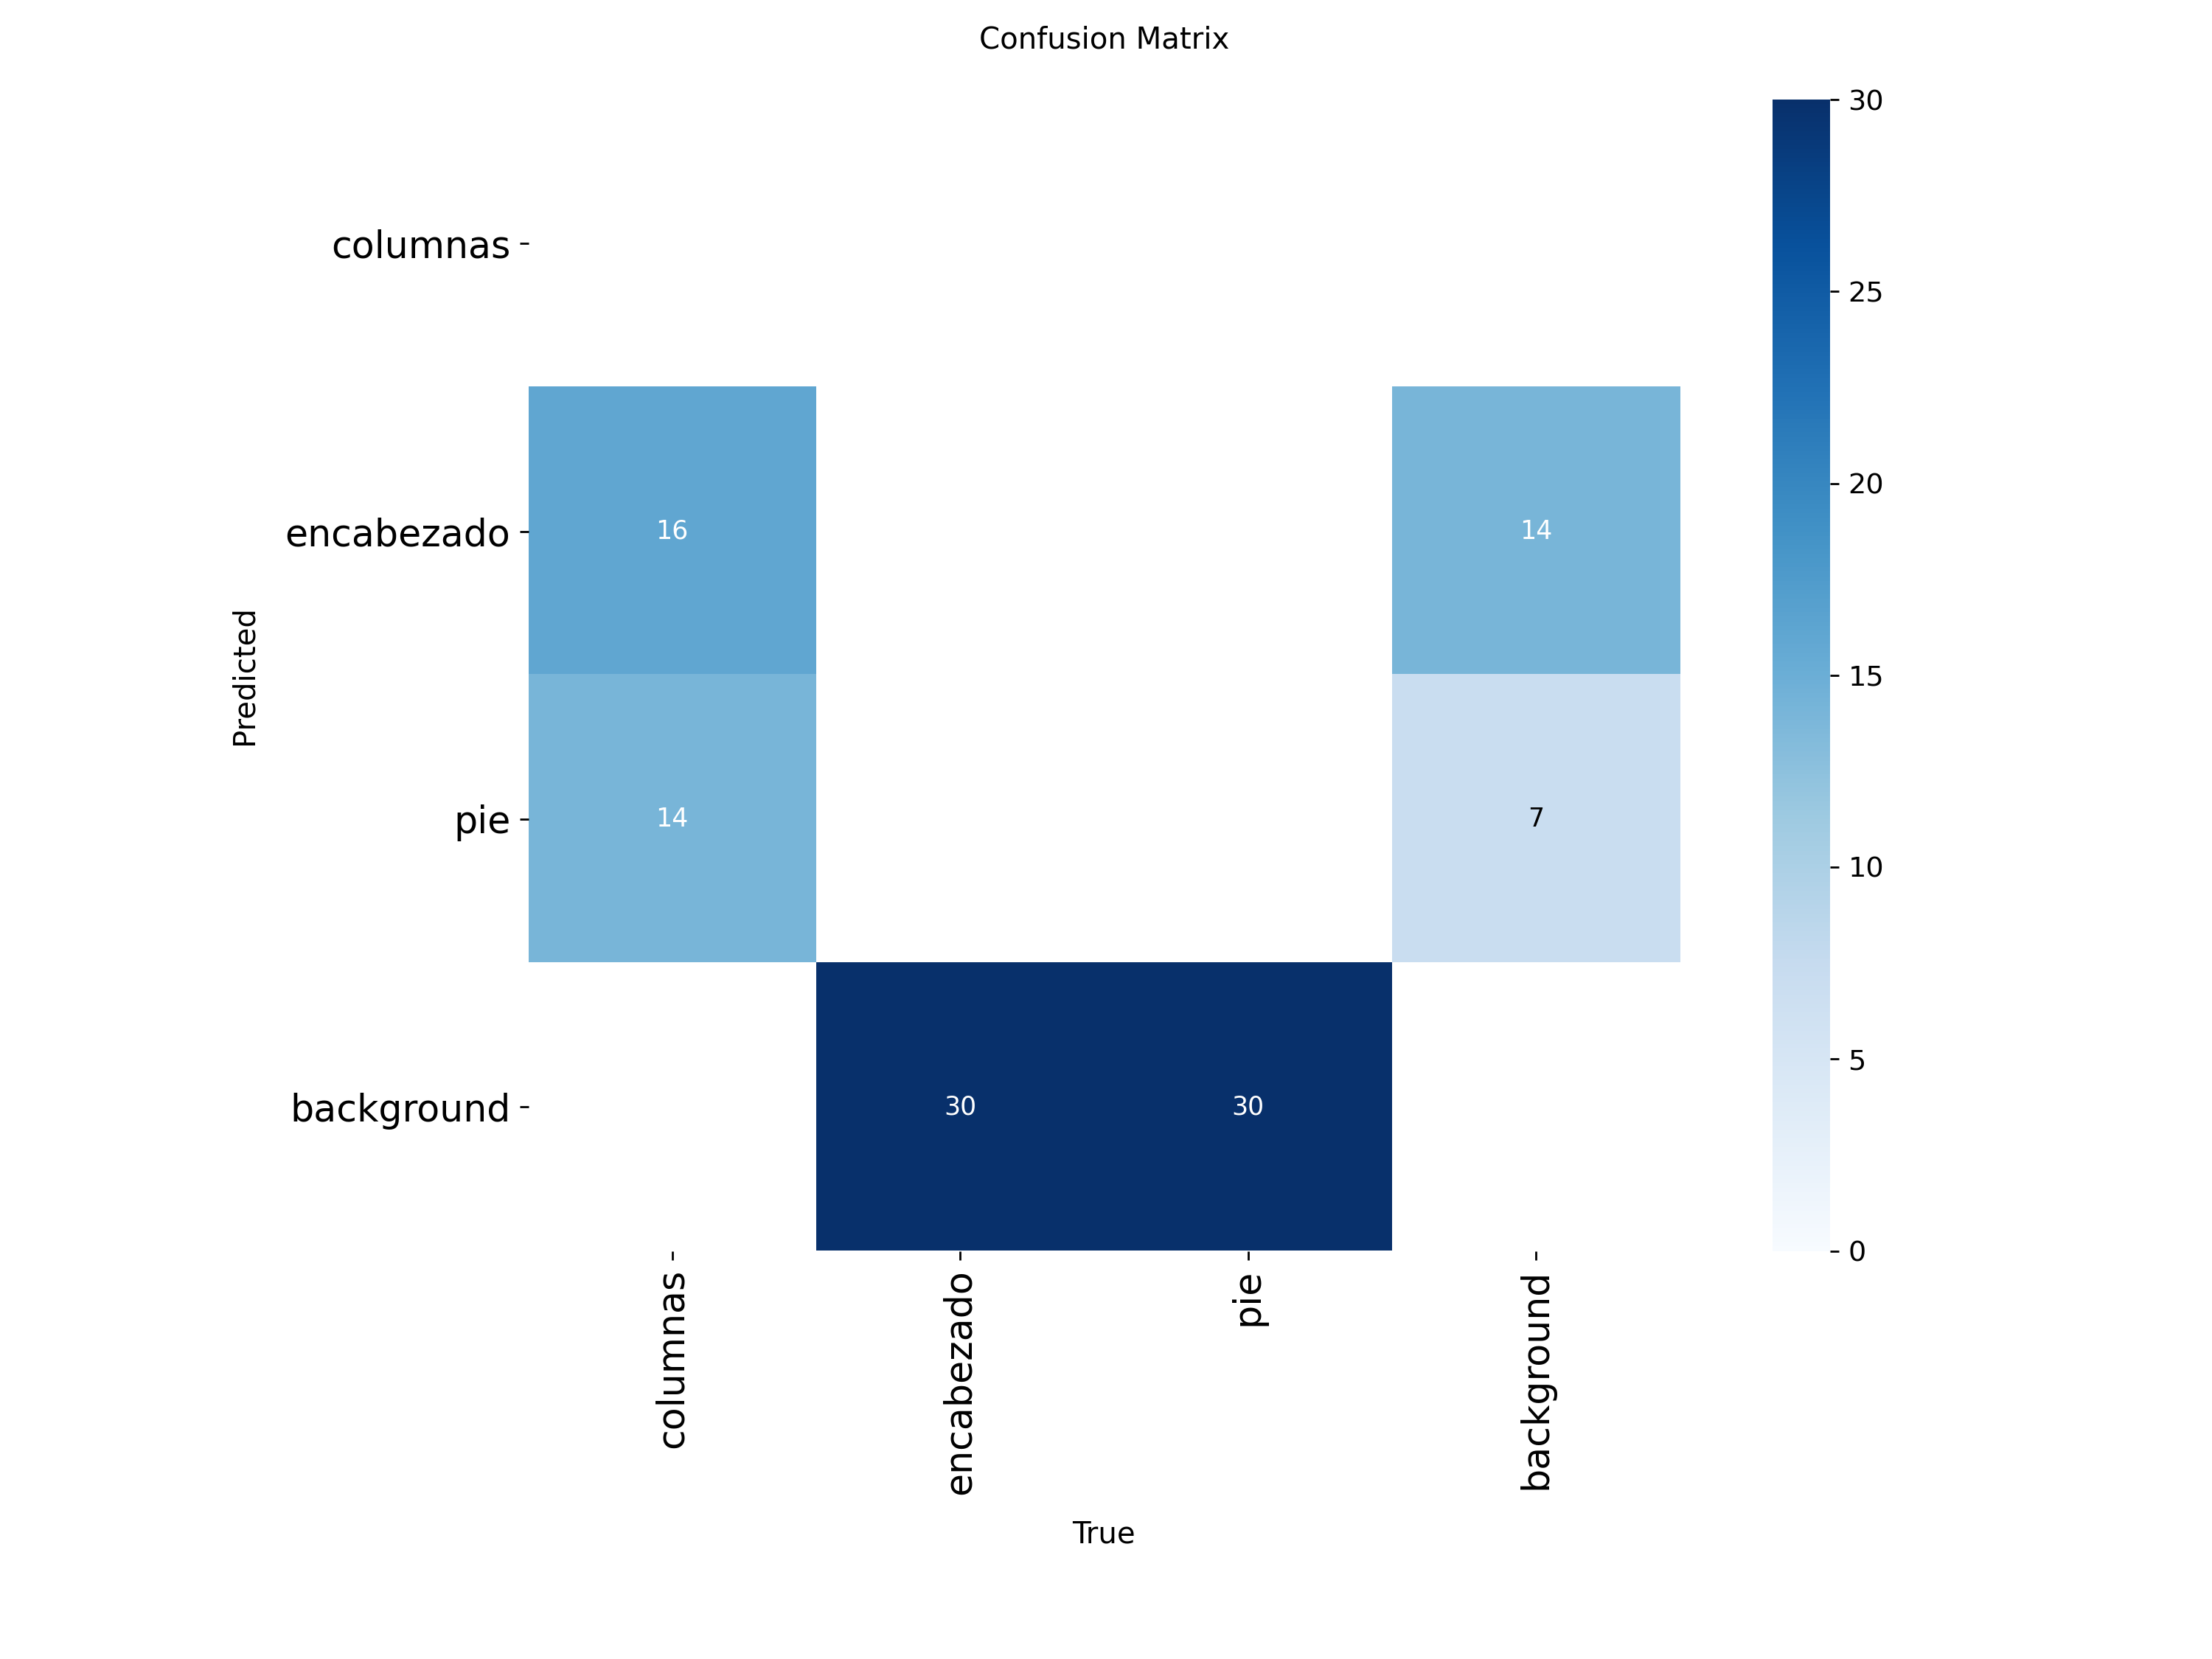 Confusion Matrix
columnas
encabezado
pie
background
Predicted
16
14
14
7
30
30
columnas
encabezado
pie
background
True
30
25
20
15
10
5
0